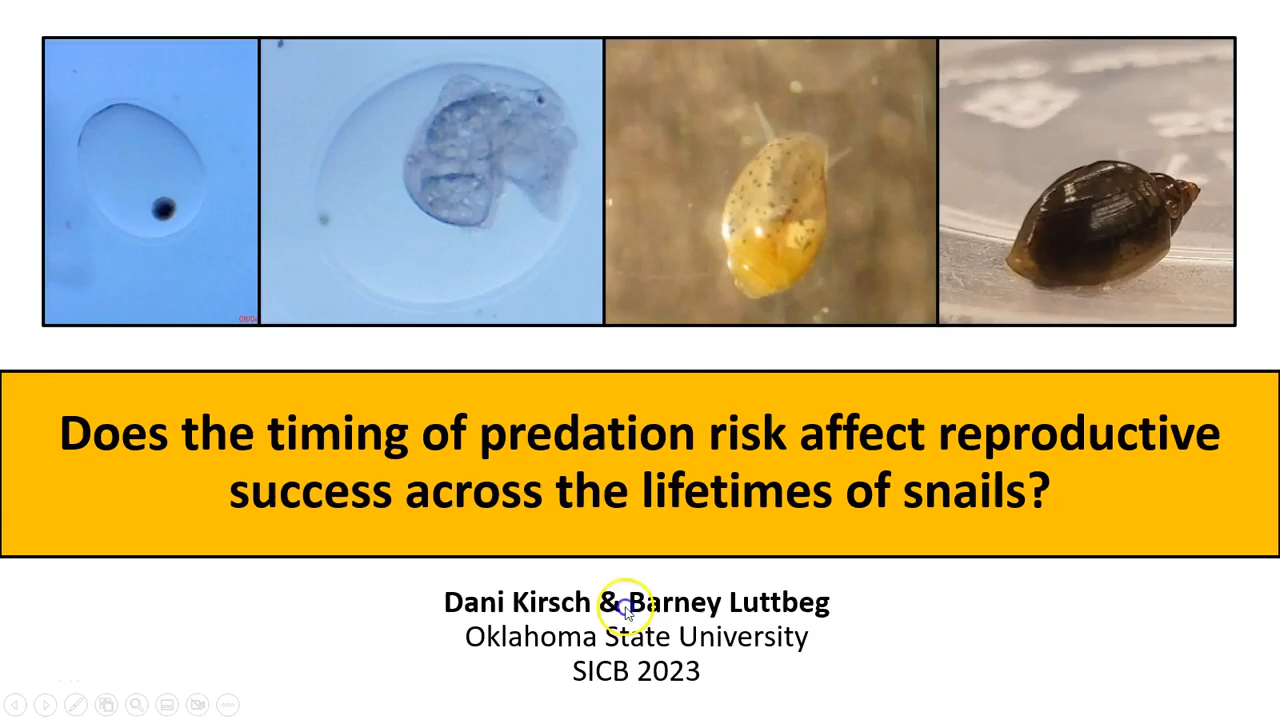 Does the timing of predation risk affect reproductive
success across the lifetimes of snails?
Dani Kirsch & Barney Luttbeg
Oklahoma State University
SICB 2023